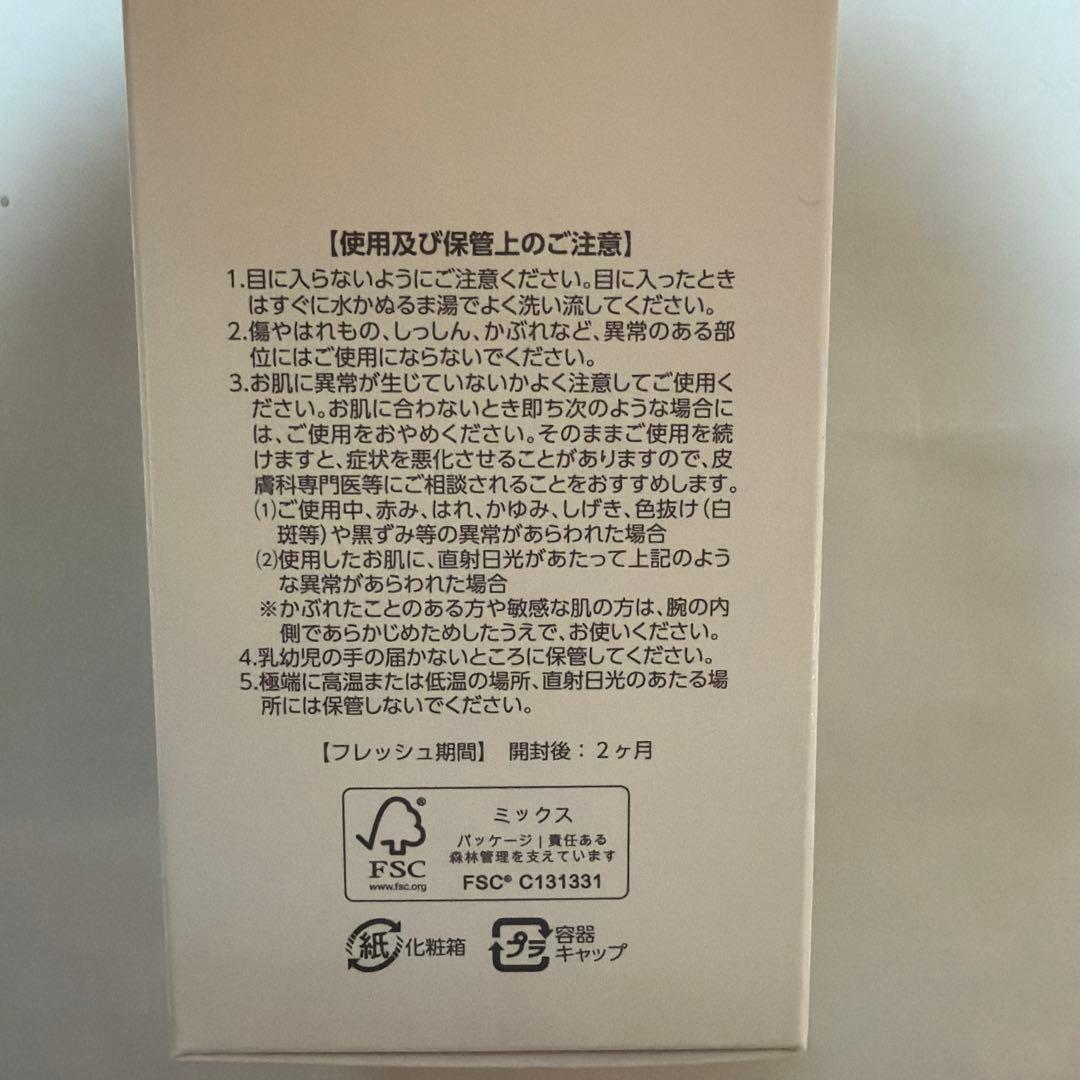 【使用及び保管上のご注意】
1.目に入らないようにご注意ください。目に入ったとき
はすぐに水かぬるま湯でよく洗い流してください。
2.傷やはれもの、しっしん、かぶれなど、異常のある部
位にはご使用にならないでください。
3.お肌に異常が生じていないかよく注意してご使用く
ださい。お肌に合わないとき即ち次のような場合に
は、ご使用をおやめください。そのままご使用を続
けますと、症状を悪化させることがありますので、皮
膚科専門医等にご相談されることをおすすめします。
(1)ご使用中、赤み、はれ、かゆみ、しげき、色抜け(白
斑等)や黒ずみ等の異常があらわれた場合
(2)使用したお肌に、直射日光があたって上記のよう
な異常があらわれた場合
※かぶれたことのある方や敏感な肌の方は、腕の内
側であらかじめためしたうえで、お使いください。
4.乳幼児の手の届かないところに保管してください。
5.極端に高温または低温の場所、直射日光のあたる場
所には保管しないでください。
【フレッシュ期間】 開封後：2ヶ月
ミックス
パッケージ|責任ある
森林管理を支えています
FSC® C131331
®
FSC
www.fsc.org
紙 化粧箱
プラ 容器
キャップ